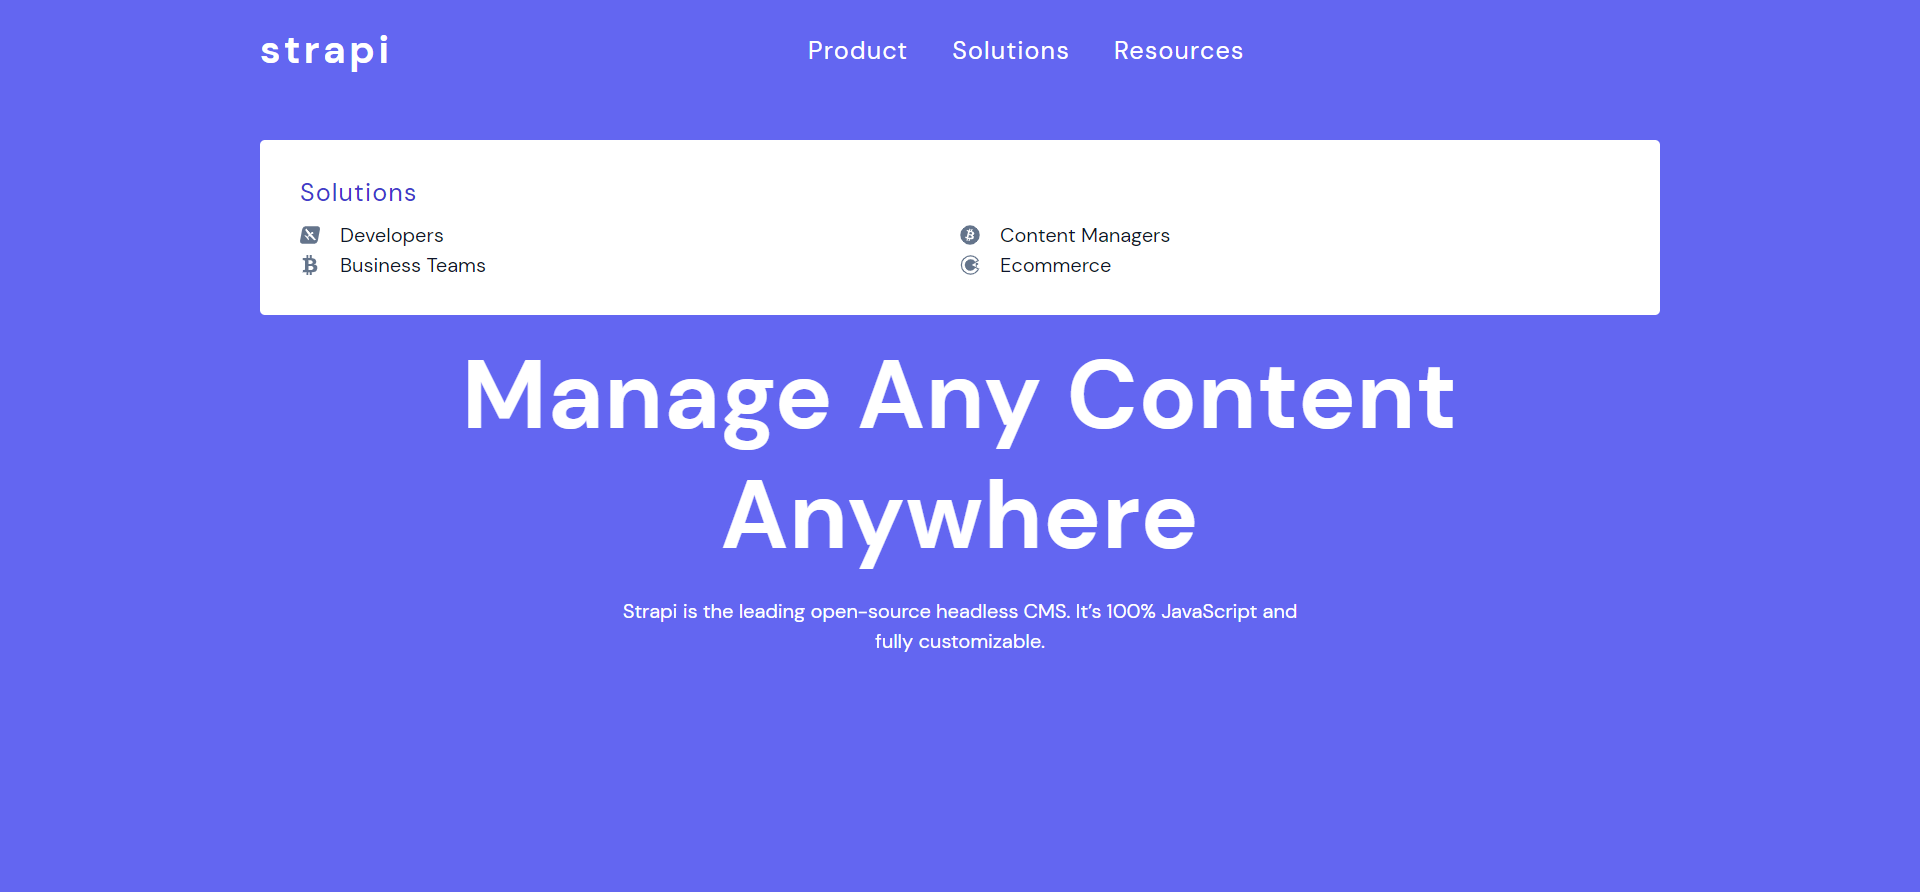 strapi
Product Solutions Resources
Solutions
Developers
Content Managers
Business Teams
Ecommerce
Manage Any Content
Anywhere
Strapi is the leading open-source headless CMS. It’s 100% JavaScript and
fully customizable.